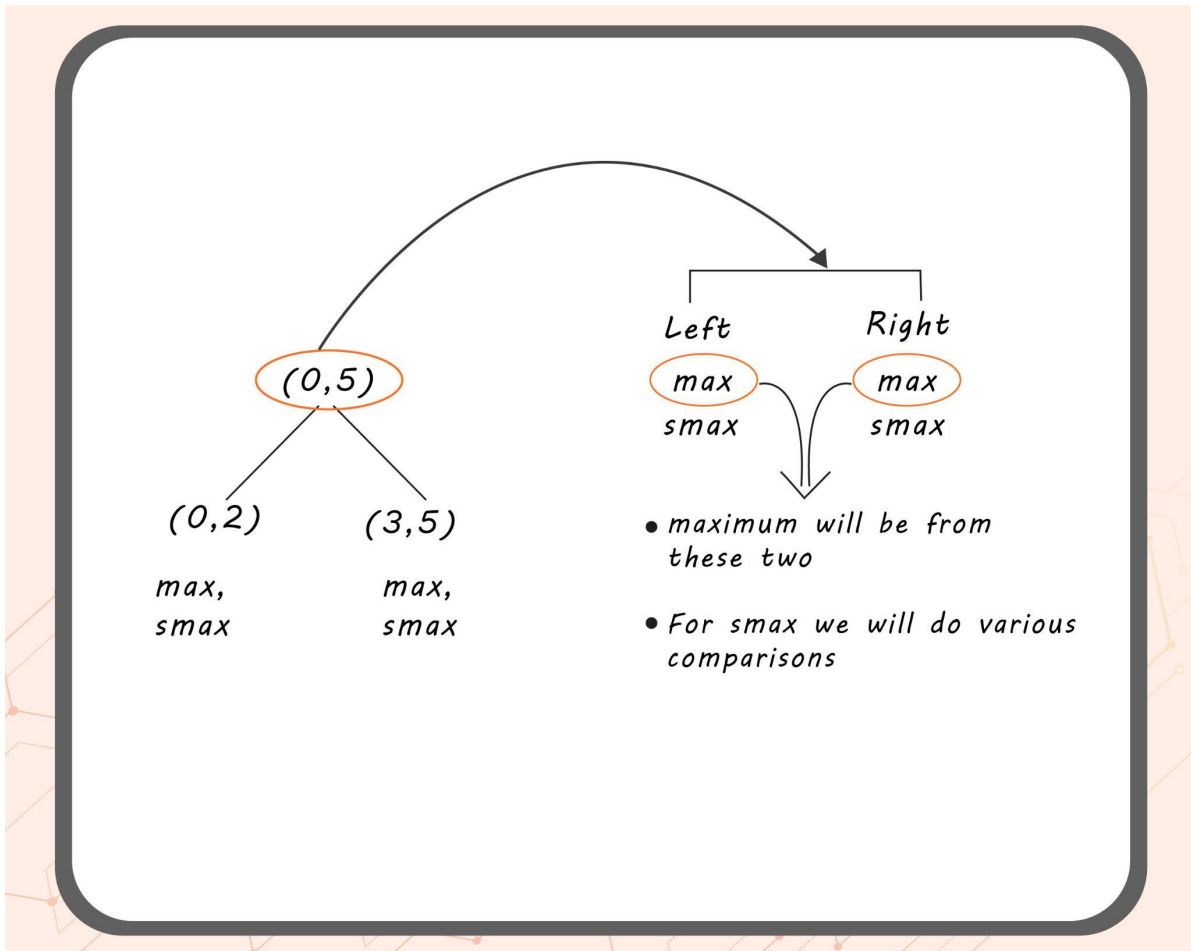 (0,5)
(0,2)
(3,5)
max,
smax
max,
smax
Left
Right
max
max
smax
smax
• maximum will be from
these two
• For smax we will do various
comparisons